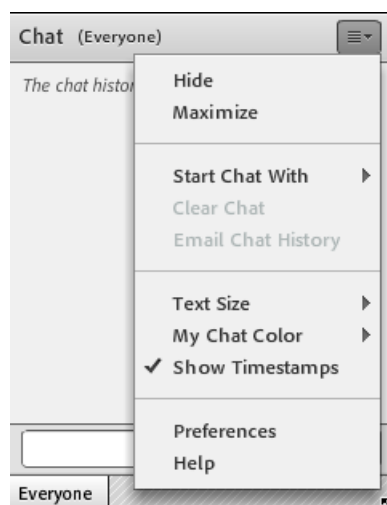 Chat (Everyone)
The chat histor
Hide
Maximize
Start Chat With
Clear Chat
Email Chat History
Text Size
My Chat Color
Show Timestamps
Preferences
Help
Everyone